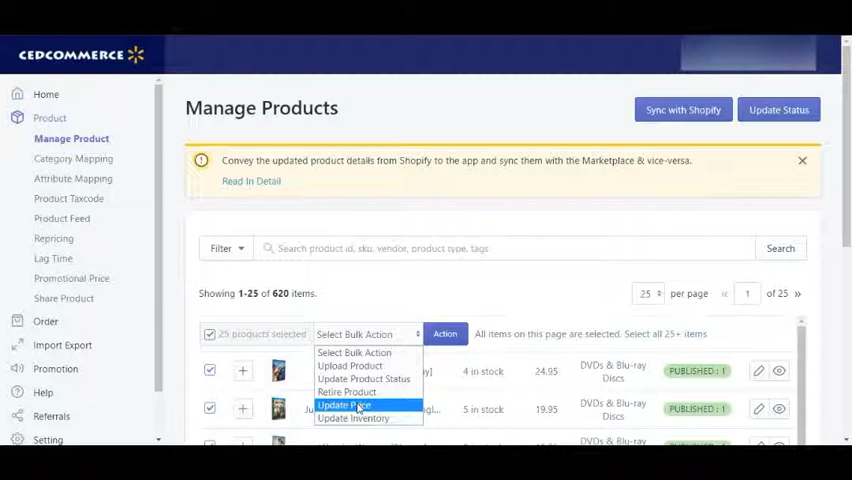 CEDCOMMERCE
Home
Product
Manage Product
Category Mapping
Attribute Mapping
Product Taxcode
Product Feed
Repricing
Lag Time
Promotional Price
Share Product
Order
Import Export
Promotion
Help
Referrals
Setting
Manage Products
Sync with Shopify
Update Status
Convey the updated product details from Shopify to the app and sync them with the Marketplace & vice-versa.
Read In Detail
Filter
Search product id, sku, vendor, product type, tags
Search
Showing 1-25 of 620 items.
25 per page « 1 of 25 »
25 products selected
Select Bulk Action
Action
All items on this page are selected. Select all 25+ items
Select Bulk Action
Upload Product
Update Product Status
Retire Product
Update Price
Update Inventory
4 in stock
24.95
DVDs & Blu-ray
Discs
PUBLISHED : 1
5 in stock
19.95
DVDs & Blu-ray
Discs
PUBLISHED : 1